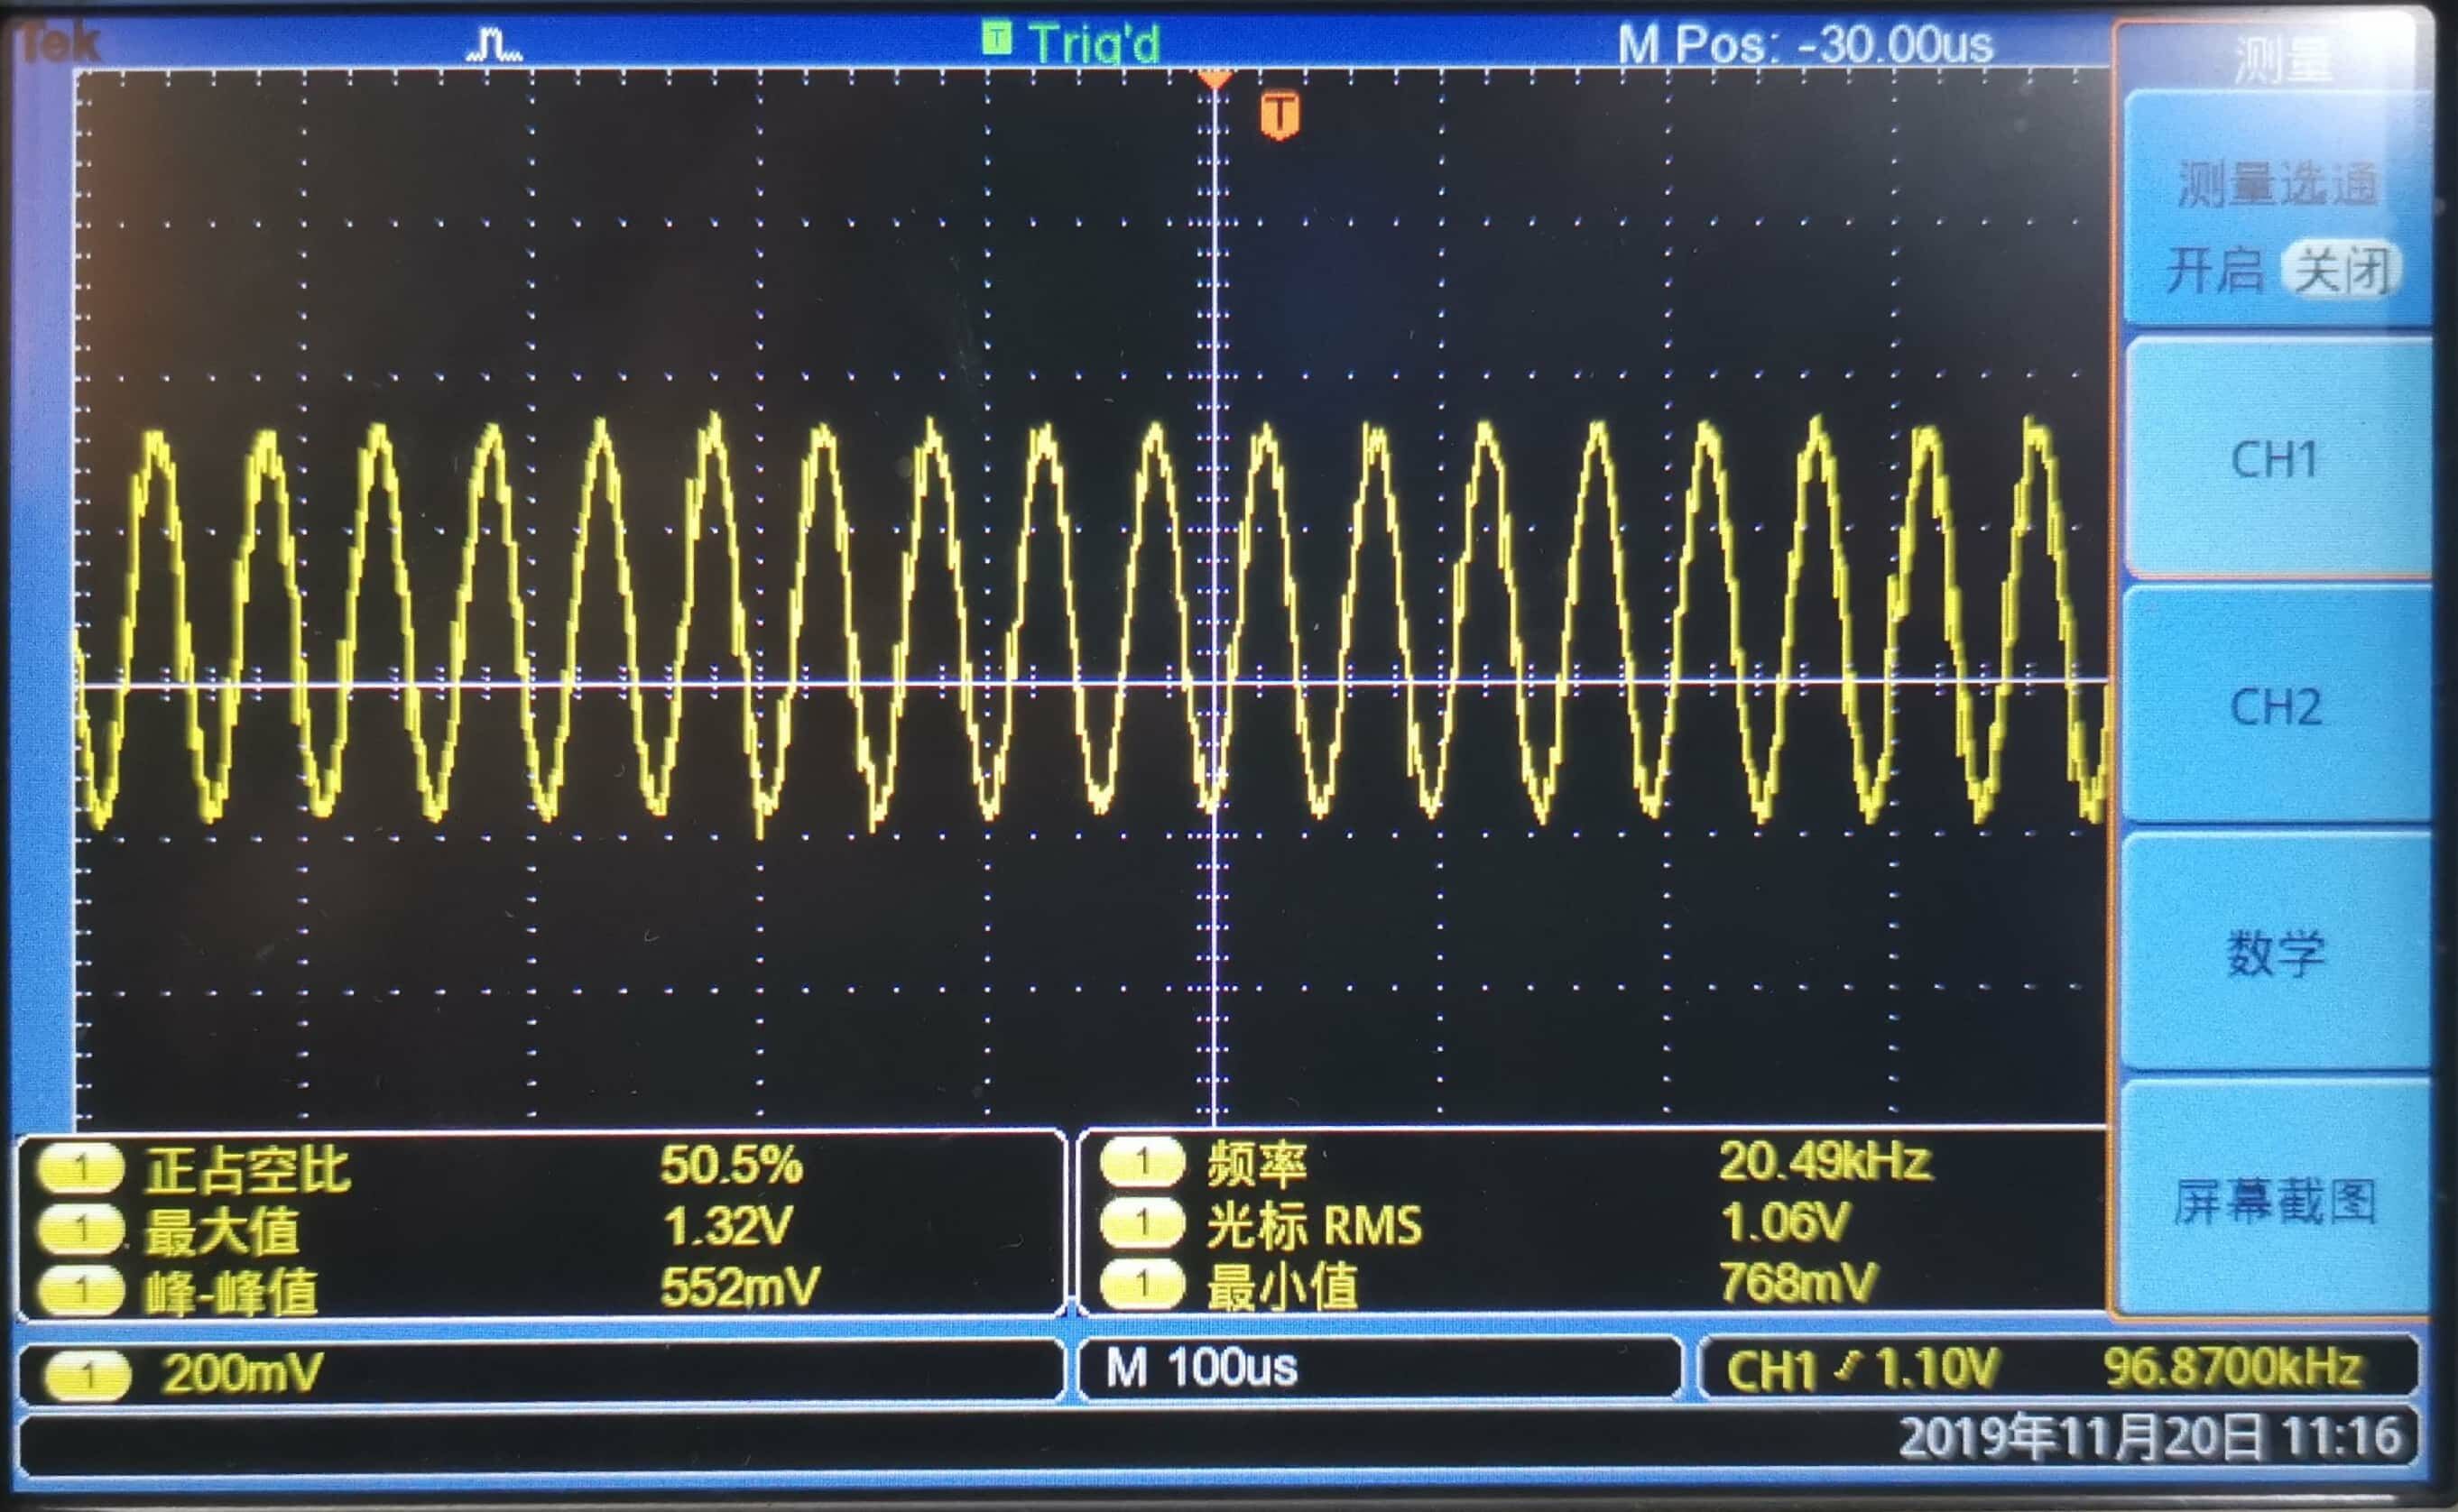 Tek
T Trig'd
M Pos: -30.00us
T
测量
测量选通
开启 关闭
CH1
CH2
数学
屏幕截图
1 正占空比 50.5%
1 最大值 1.32V
1 峰-峰值 552mV
1 频率 20.49kHz
1 光标 RMS 1.06V
1 最小值 768mV
1 200mV
M 100us
CH1 1.10V 96.8700kHz
2019年11月20日 11:16